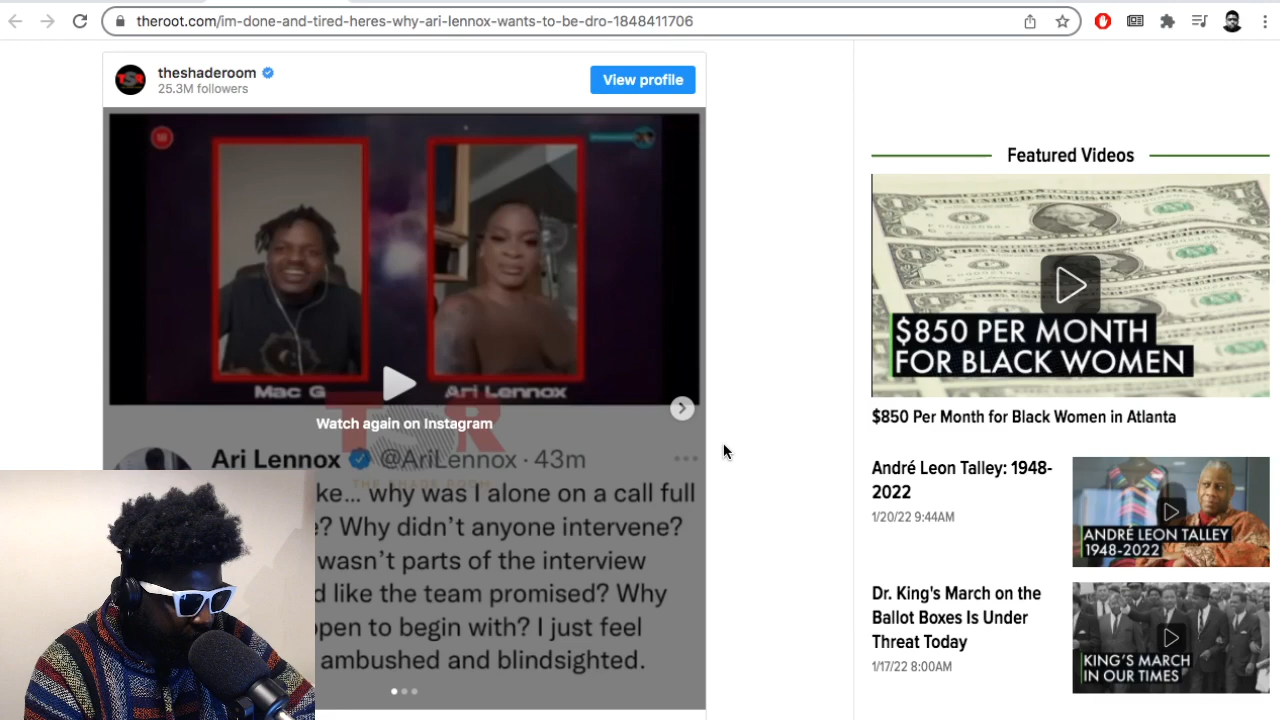 theroot.com/im-done-and-tired-heres-why-ari-lennox-wants-to-be-dro-1848411706
TSR
theshaderoom
25.3M followers
View profile
18
Mac G
Ari Lennox
TSR
THE SHADE ROOM
Watch again on Instagram
Ari Lennox @AriLennox · 43m
ke... why was I alone on a call full
? Why didn't anyone intervene?
wasn't parts of the interview
d like the team promised? Why
pen to begin with? I just feel
ambushed and blindsighted.
Featured Videos
$850 PER MONTH
FOR BLACK WOMEN
$850 Per Month for Black Women in Atlanta
André Leon Talley: 1948-
2022
1/20/22 9:44AM
ANDRÉ LEON TALLEY
1948-2022
Dr. King's March on the
Ballot Boxes Is Under
Threat Today
1/17/22 8:00AM
KING'S MARCH
IN OUR TIMES